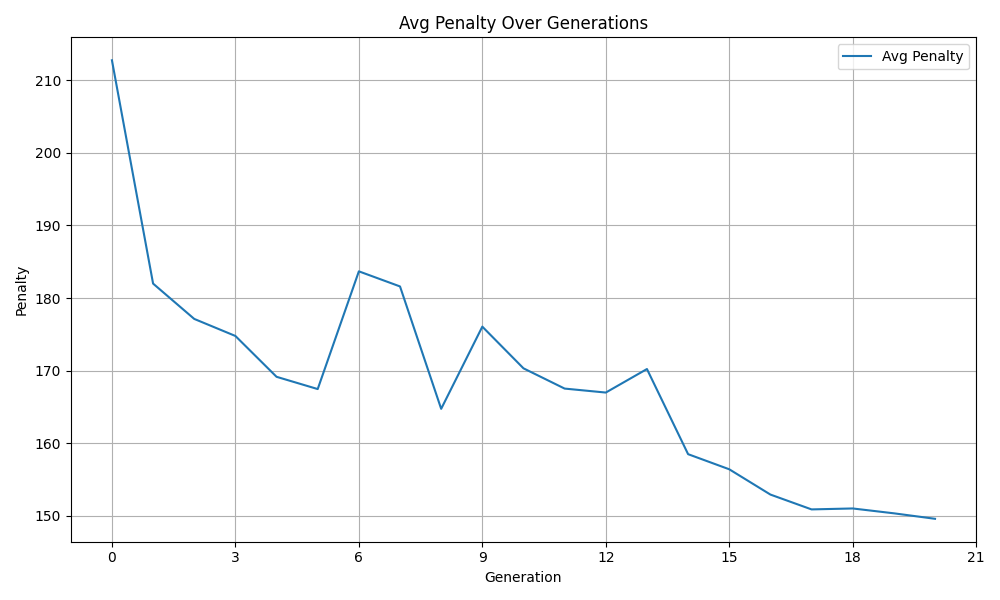 Avg Penalty Over Generations
Avg Penalty
Penalty
210
200
190
180
170
160
150
0 3 6 9 12 15 18 21
Generation